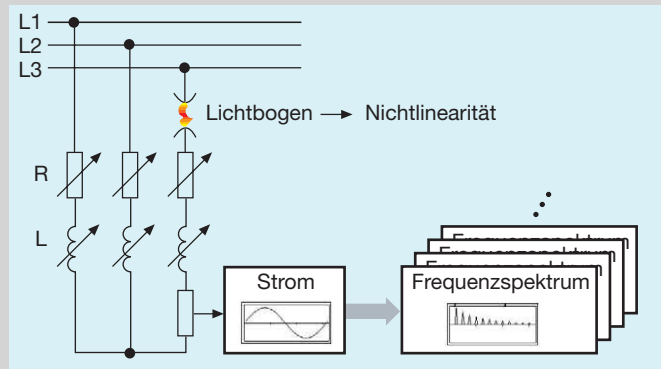 L1
L2
L3
Lichtbogen → Nichtlinearität
R
L
Strom
Frequenzspektrum